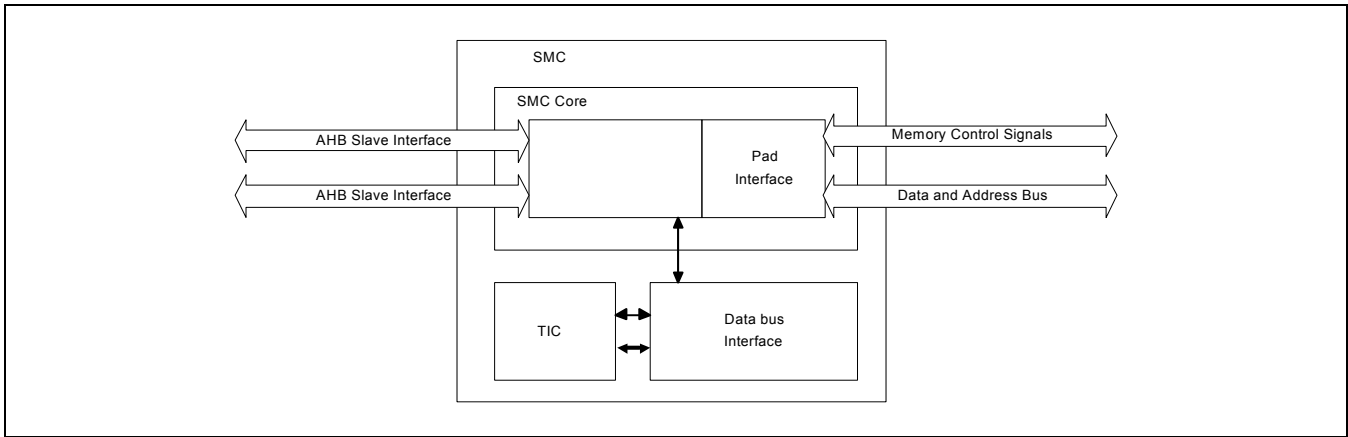 SMC
SMC Core
AHB Slave Interface
AHB Slave Interface
Pad
Interface
Memory Control Signals
Data and Address Bus
TIC
Data bus
Interface